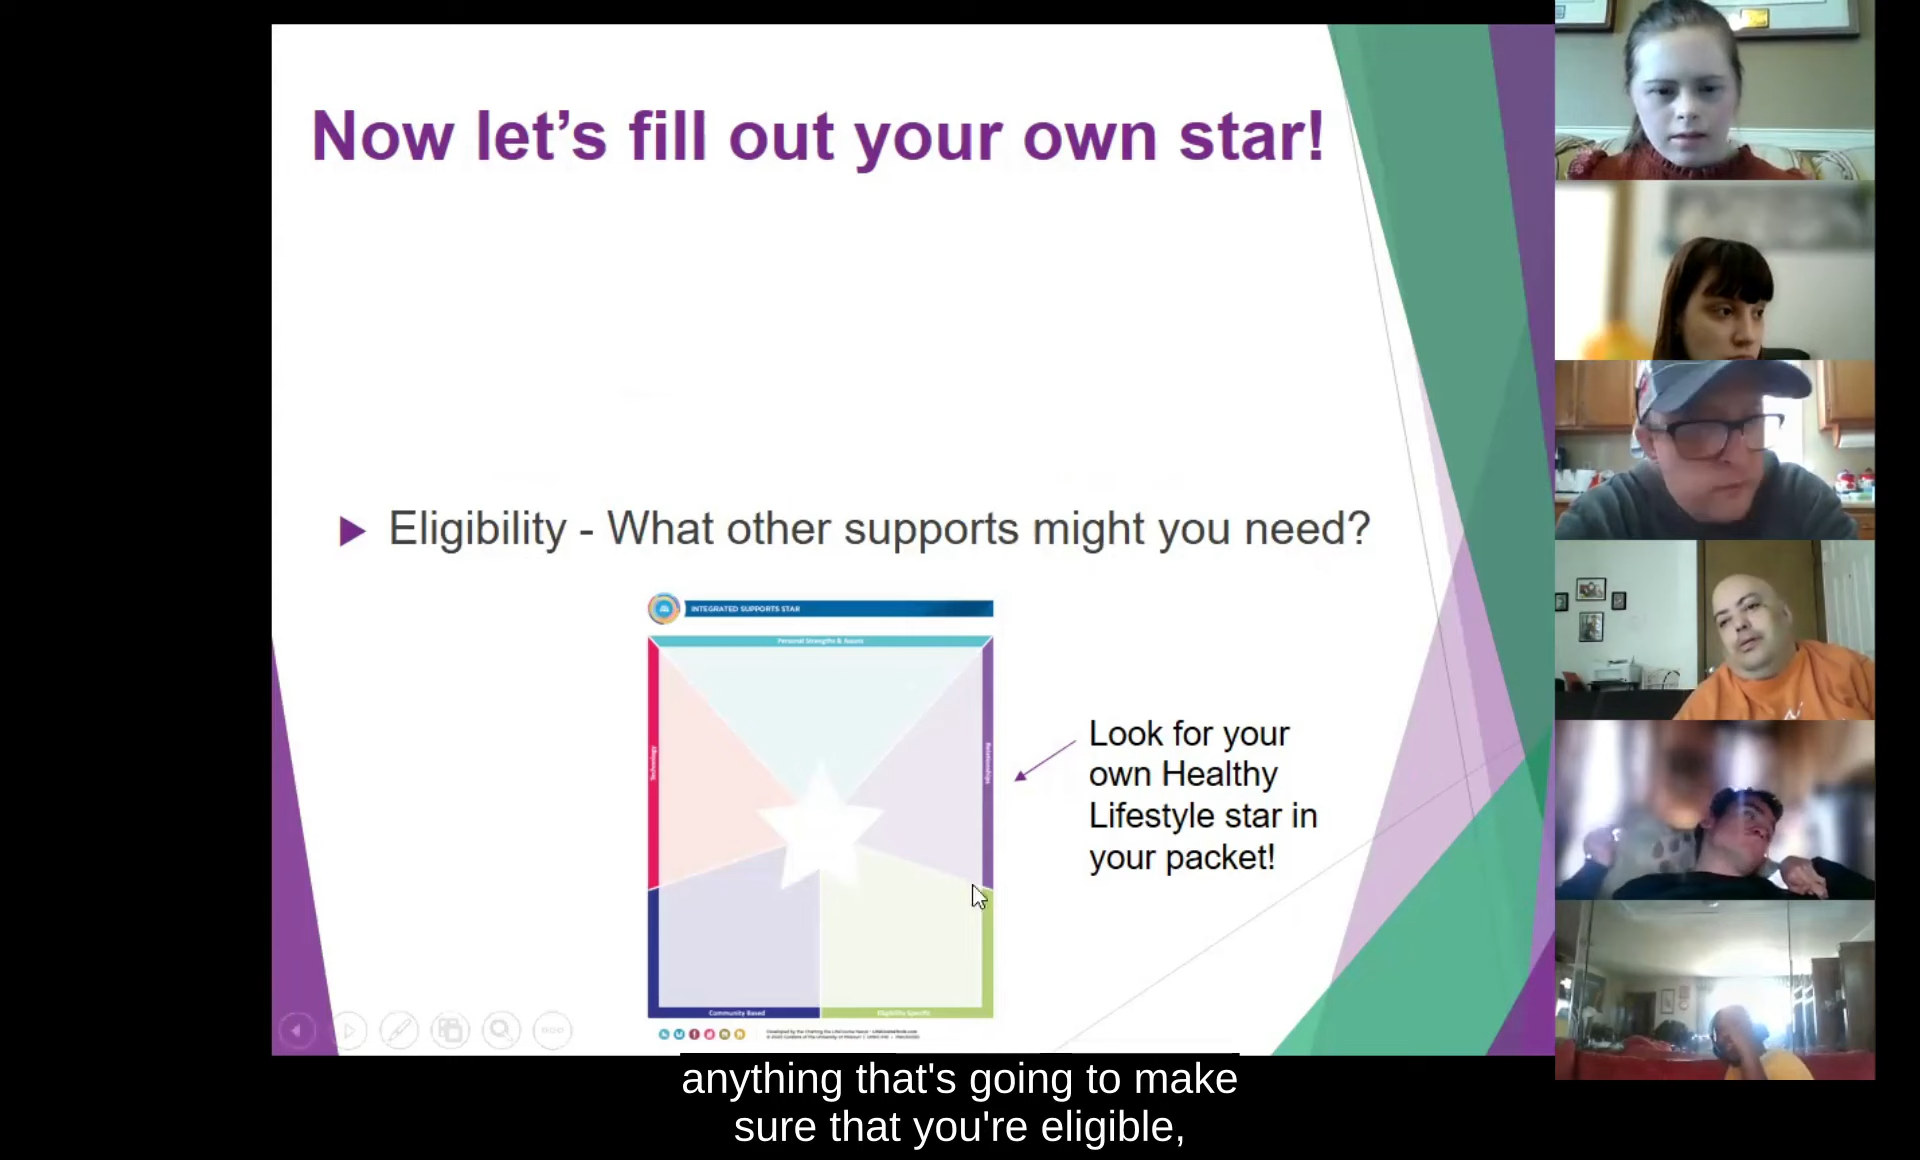 Now let’s fill out your own star!
Eligibility - What other supports might you need?
INTEGRATED SUPPORTS STAR
Personal Strengths & Assets
Technology
Relationships
Look for your
own Healthy
Lifestyle star in
your packet!
Community Based
Eligibility Specific
anything that's going to make
sure that you're eligible,